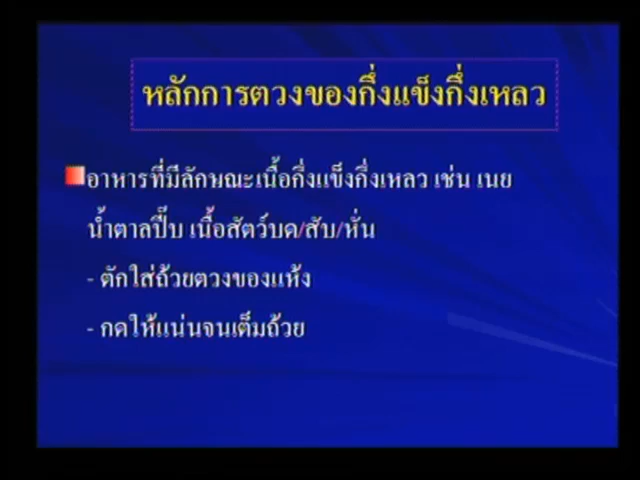 หลักการตวงของกึ่งแข็งกึ่งเหลว
อาหารที่มีลักษณะเนื้อกึ่งแข็งกึ่งเหลว เช่น เนย
น้ำตาลปี๊บ เนื้อสัตว์บด/สับ/หั่น
- ตักใส่ถ้วยตวงของแห้ง
- กดให้แน่นจนเต็มถ้วย